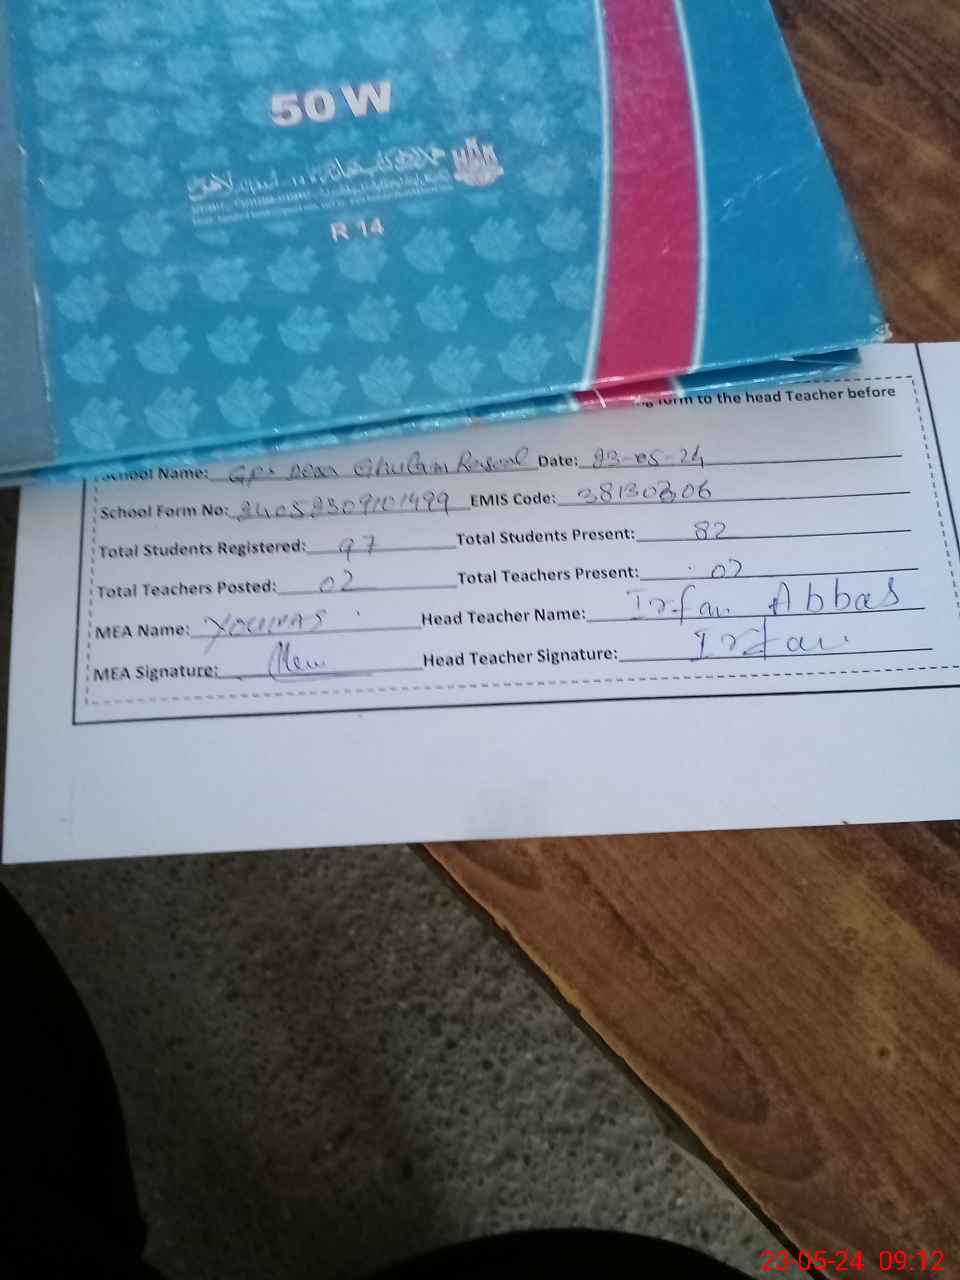 50 W
R 14
form to the head Teacher before
School Name: GPS Dera Ghulam Rasool Date: 23-05-24
School Form No: 24052309101499 EMIS Code: 38130306
Total Students Registered: 97 Total Students Present: 82
Total Teachers Posted: 02 Total Teachers Present: 02
MEA Name: YOUNAS Head Teacher Name: Irfan Abbas
MEA Signature: Head Teacher Signature: Irfan
23-05-24 09:12